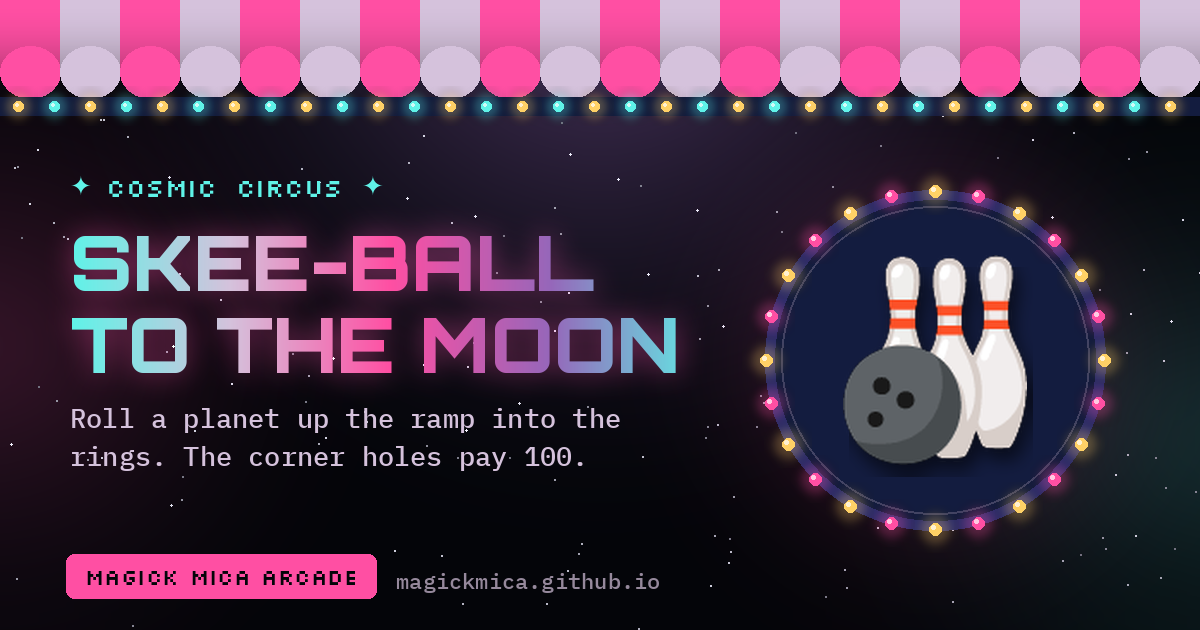 ✦ COSMIC CIRCUS ✦
SKEE-BALL
TO THE MOON
Roll a planet up the ramp into the
rings. The corner holes pay 100.
MAGICK MICA ARCADE
magickmica.github.io